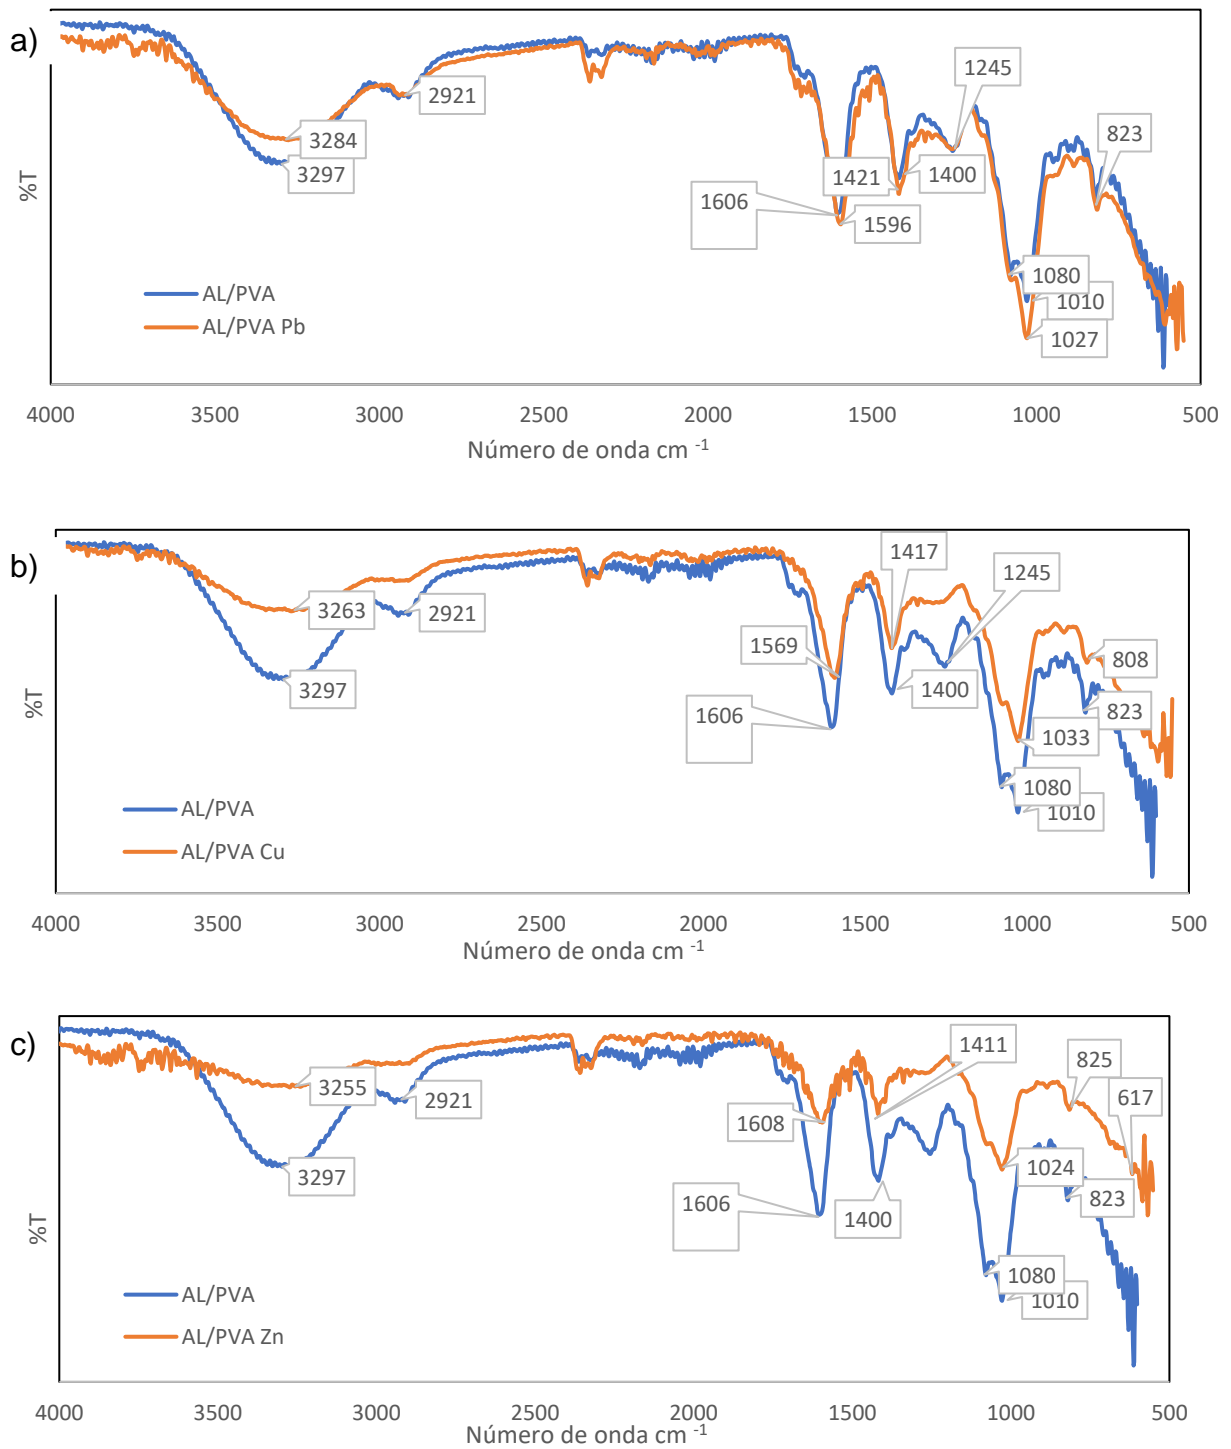 a)
2921
3284
3297
1245
823
1421
1400
1606
1596
1080
1010
1027
%T
AL/PVA
AL/PVA Pb
4000 3500 3000 2500 2000 1500 1000 500
Número de onda cm -1
b)
1417
1245
3263
2921
1569
808
3297
1400
1606
823
1033
1080
1010
%T
AL/PVA
AL/PVA Cu
4000 3500 3000 2500 2000 1500 1000 500
Número de onda cm -1
c)
1411
825
617
3255
2921
1608
3297
1024
1606
1400
823
1080
1010
%T
AL/PVA
AL/PVA Zn
4000 3500 3000 2500 2000 1500 1000 500
Número de onda cm -1